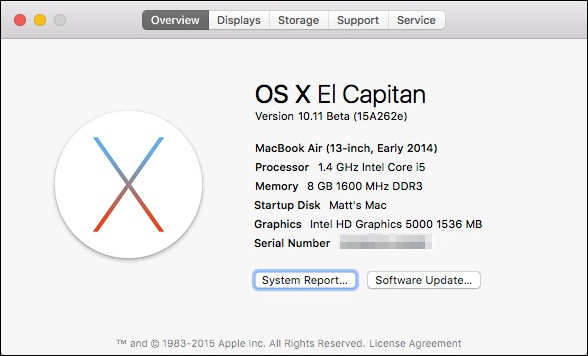 Overview Displays Storage Support Service
OS X El Capitan
Version 10.11 Beta (15A262e)
MacBook Air (13-inch, Early 2014)
Processor 1.4 GHz Intel Core i5
Memory 8 GB 1600 MHz DDR3
Startup Disk Matt's Mac
Graphics Intel HD Graphics 5000 1536 MB
Serial Number
System Report... Software Update...
™ and © 1983-2015 Apple Inc. All Rights Reserved. License Agreement